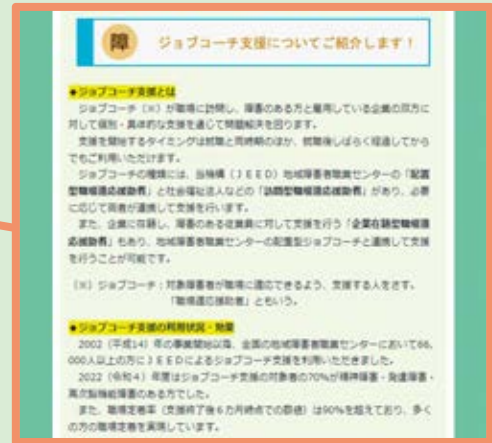 障 ジョブコーチ支援についてご紹介します！
●ジョブコーチ支援とは
ジョブコーチ（※）が職場に訪問し、障害のある方と雇用している企業の双方に
対して個別・具体的な支援を通じて問題解決を図ります。
支援を開始するタイミングは就職と同時期のほか、就職後しばらく経過してから
でもご利用いただけます。
ジョブコーチの種類には、当機構（ＪＥＥＤ）地域障害者職業センターの「配置
型職場適応援助者」と社会福祉法人などの「訪問型職場適応援助者」があり、必要
に応じて両者が連携して支援を行います。
また、企業に在籍し、障害のある従業員に対して支援を行う「企業在籍型職場適
応援助者」もあり、地域障害者職業センターの配置型ジョブコーチと連携して支援
を行うことが可能です。
（※）ジョブコーチ：対象障害者が職場に適応できるよう、支援する人をさす。
「職場適応援助者」ともいう。
●ジョブコーチ支援の利用状況・効果
2002（平成14）年の事業開始以降、全国の地域障害者職業センターにおいて66,
000人以上の方にＪＥＥＤによるジョブコーチ支援を利用いただきました。
2022（令和４）年度はジョブコーチ支援の対象者の70%が精神障害・発達障害・
高次脳機能障害のある方でした。
また、職場定着率（支援終了後６カ月時点での数値）は90%を超えており、多く
の方の職場定着を実現しています。